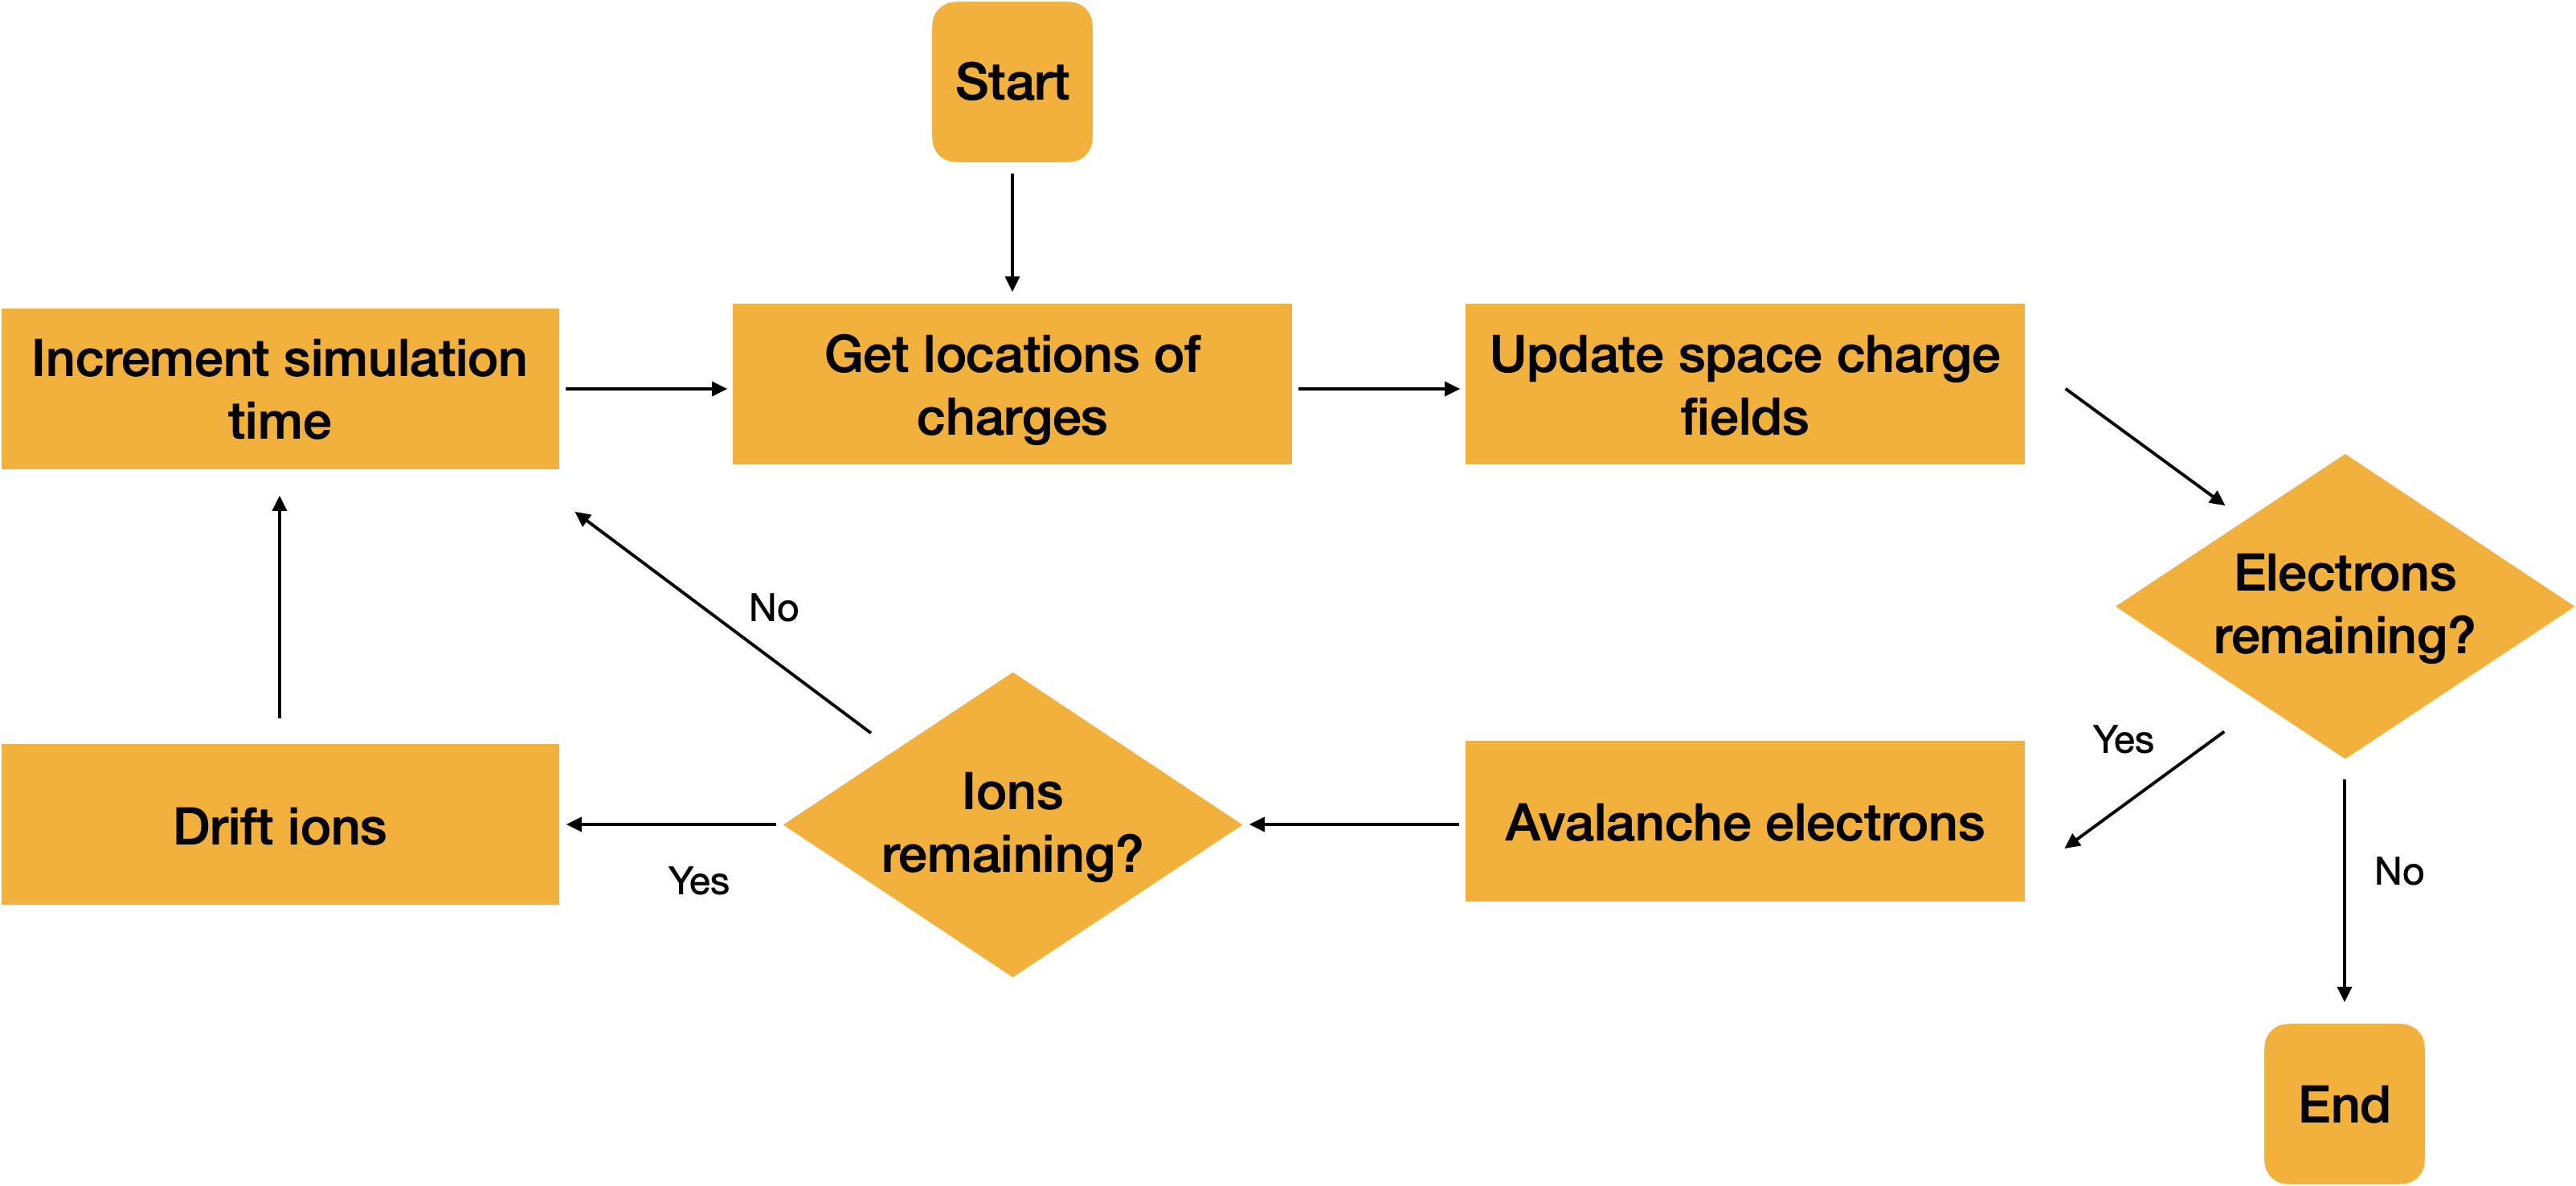 Start
Increment simulation
time
Get locations of
charges
Update space charge
fields
Electrons
remaining?
Yes
No
Avalanche electrons
Ions
remaining?
No
Yes
Drift ions
End